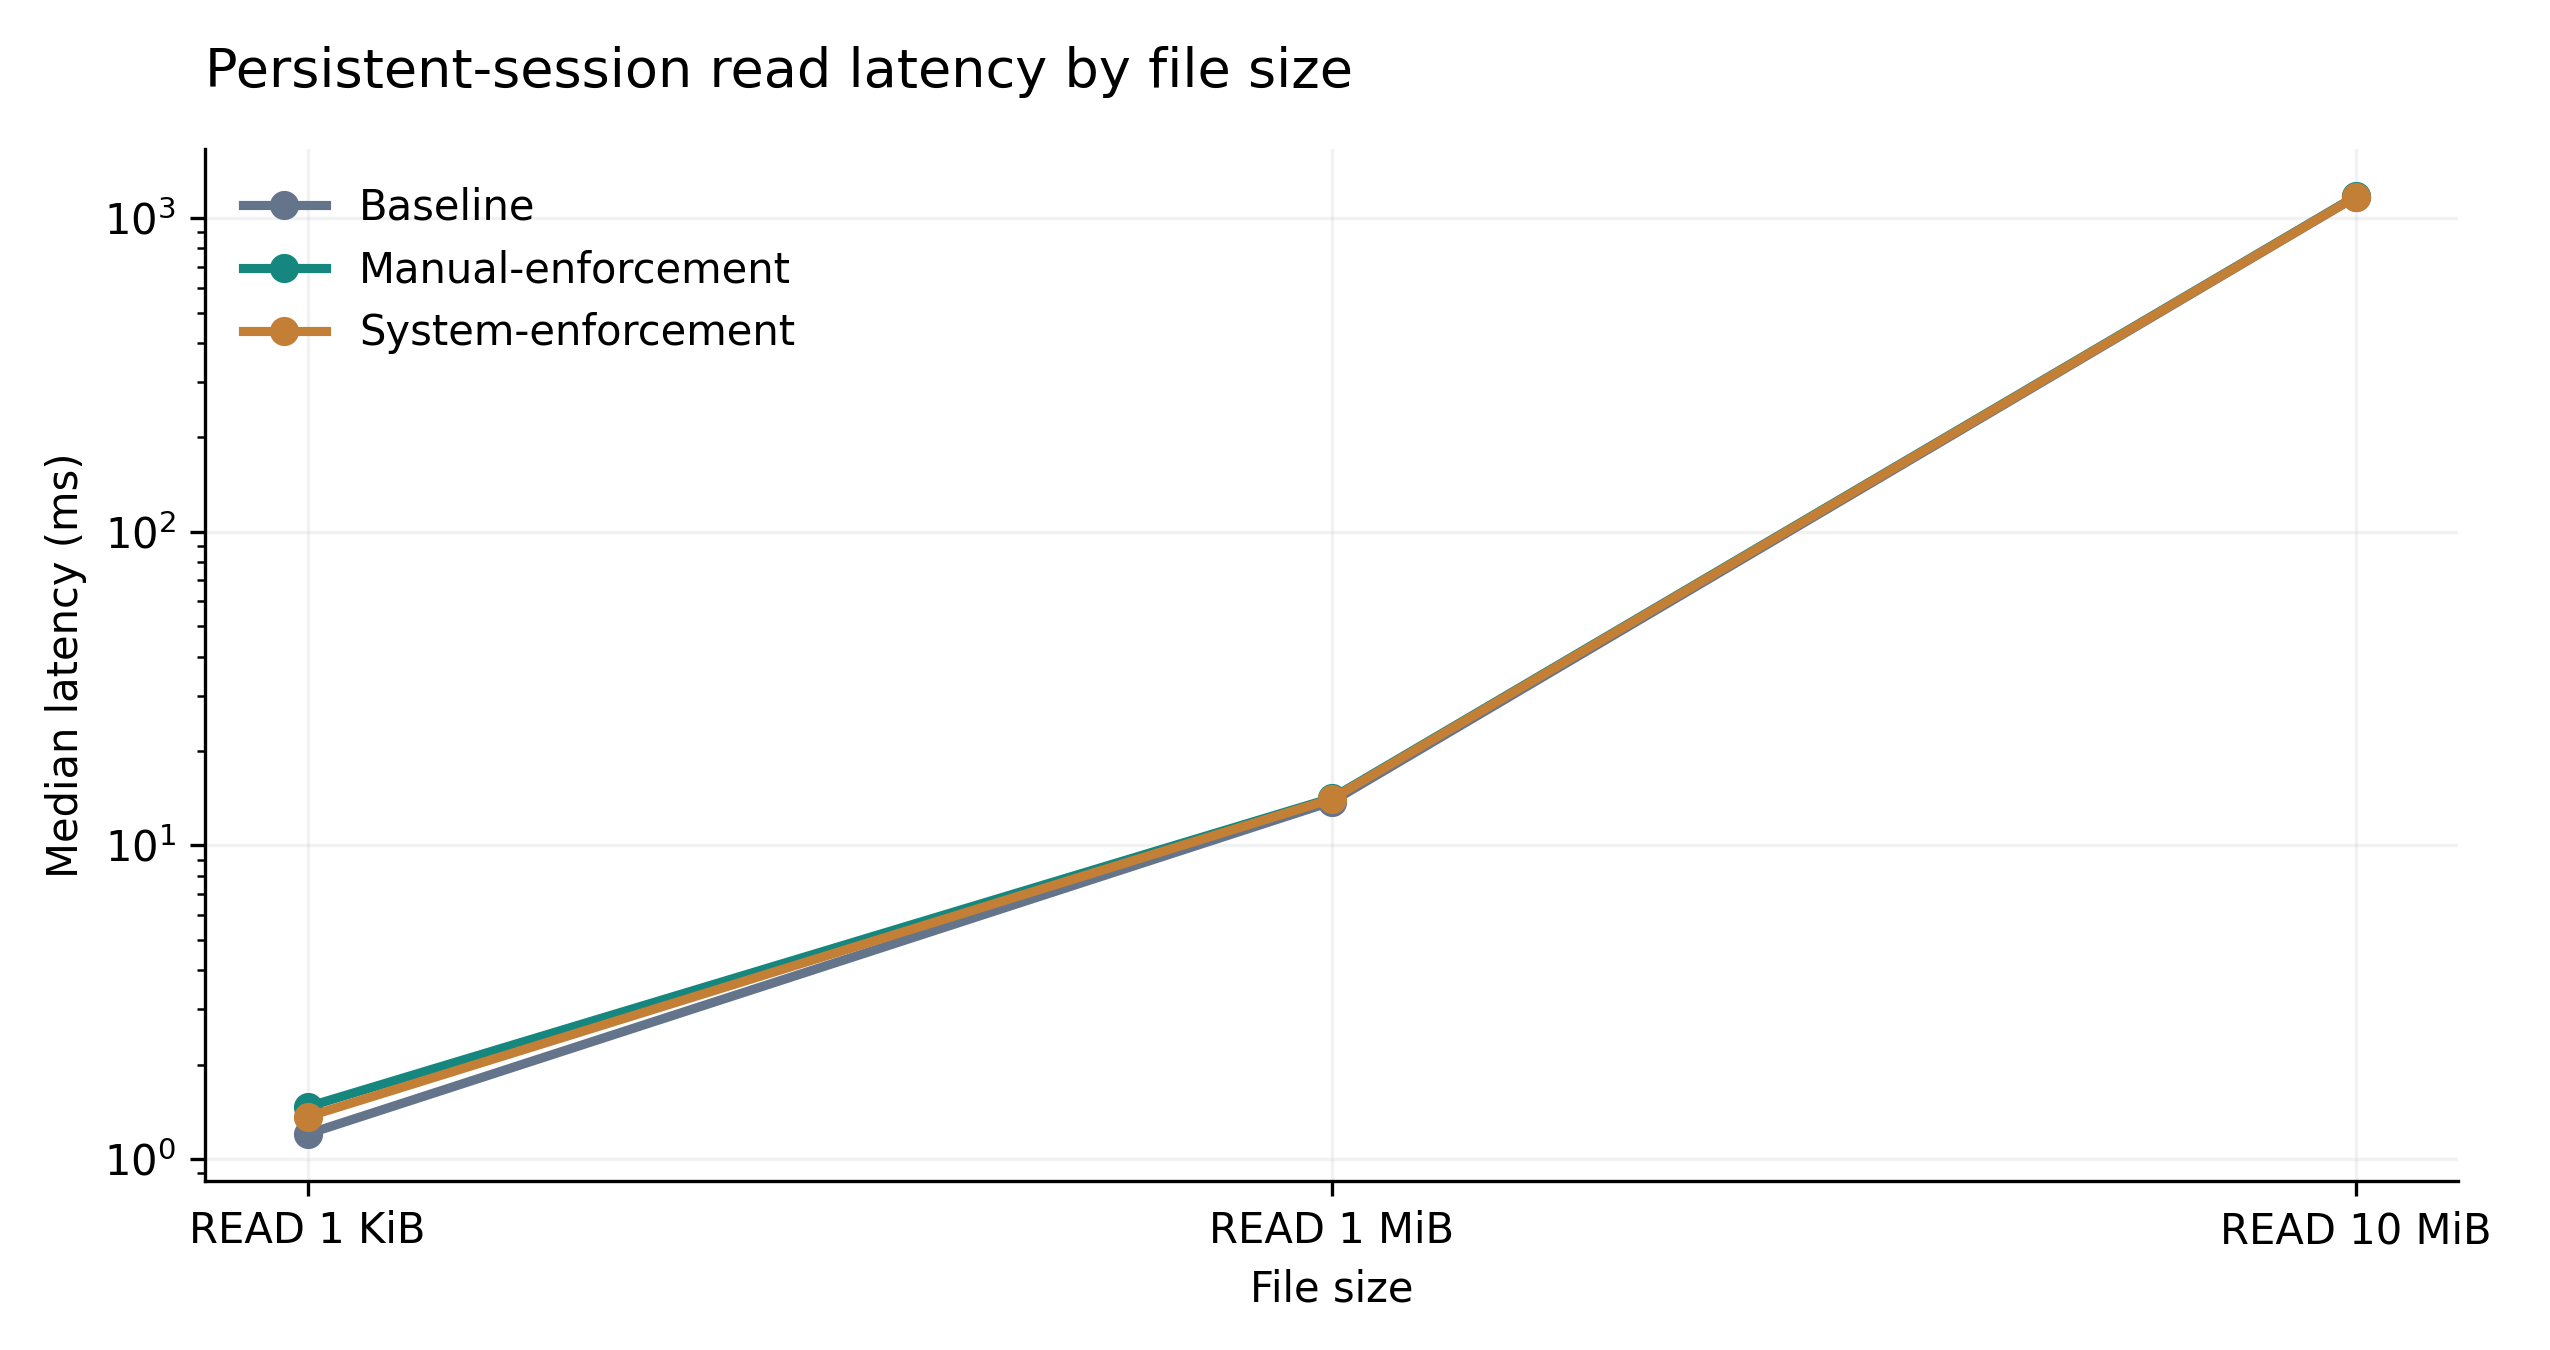 Persistent-session read latency by file size
Baseline
Manual-enforcement
System-enforcement
Median latency (ms)
10³
10²
10¹
10⁰
READ 1 KiB
READ 1 MiB
READ 10 MiB
File size